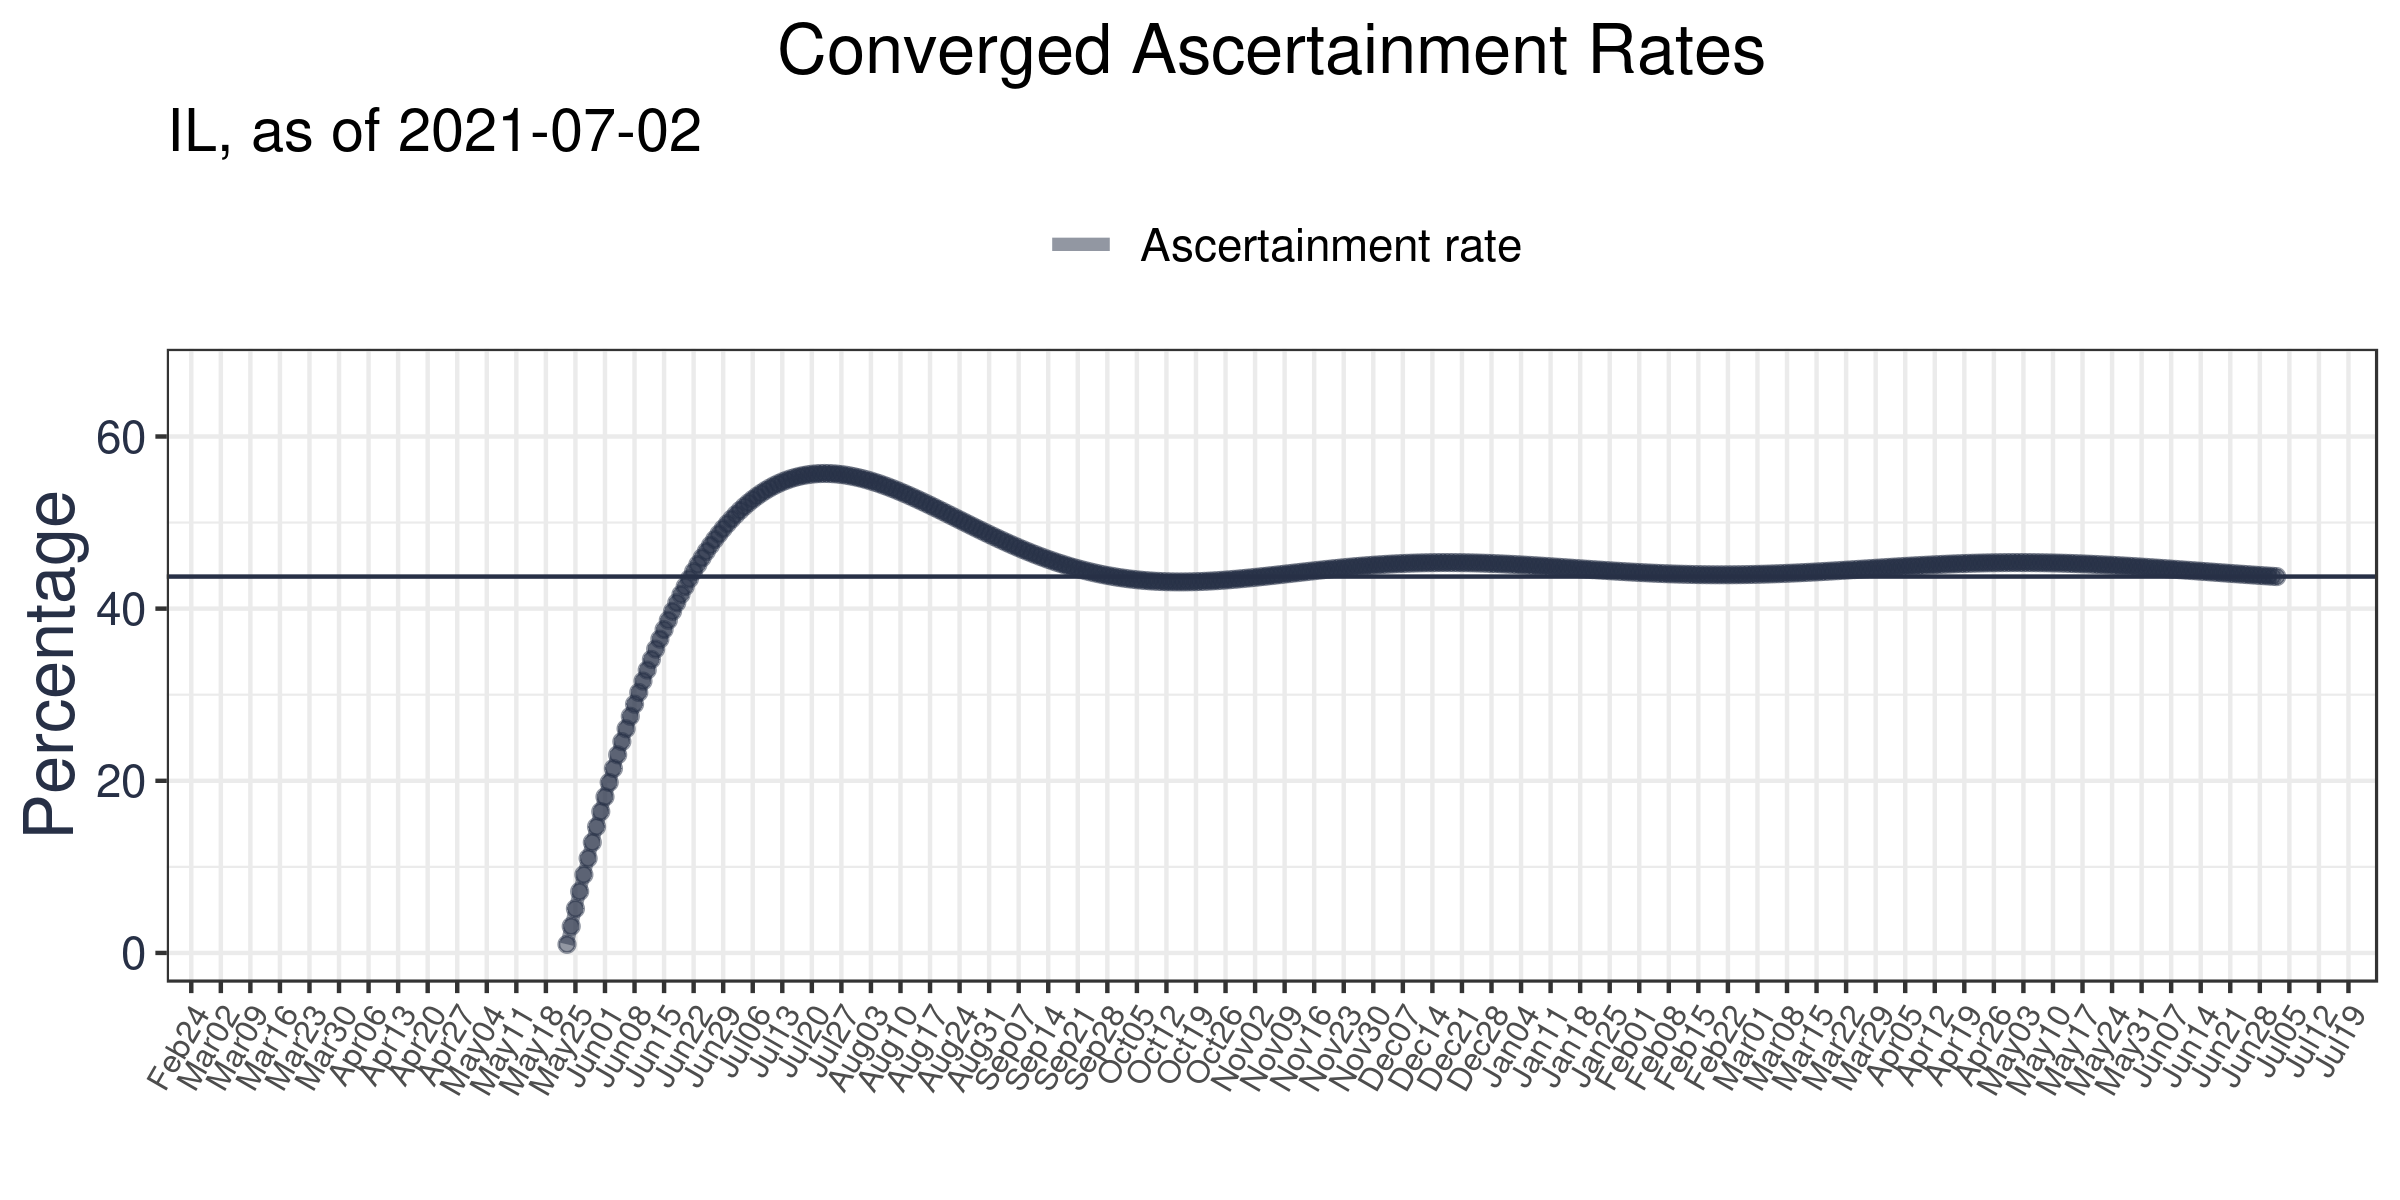 Converged Ascertainment Rates
IL, as of 2021-07-02
Ascertainment rate
Percentage
60
40
20
0
Feb24
Mar02
Mar09
Mar16
Mar23
Mar30
Apr06
Apr13
Apr20
Apr27
May04
May11
May18
May25
Jun01
Jun08
Jun15
Jun22
Jun29
Jul06
Jul13
Jul20
Jul27
Aug03
Aug10
Aug17
Aug24
Aug31
Sep07
Sep14
Sep21
Sep28
Oct05
Oct12
Oct19
Oct26
Nov02
Nov09
Nov16
Nov23
Nov30
Dec07
Dec14
Dec21
Dec28
Jan04
Jan11
Jan18
Jan25
Feb01
Feb08
Feb15
Feb22
Mar01
Mar08
Mar15
Mar22
Mar29
Apr05
Apr12
Apr19
Apr26
May03
May10
May17
May24
May31
Jun07
Jun14
Jun21
Jun28
Jul05
Jul12
Jul19